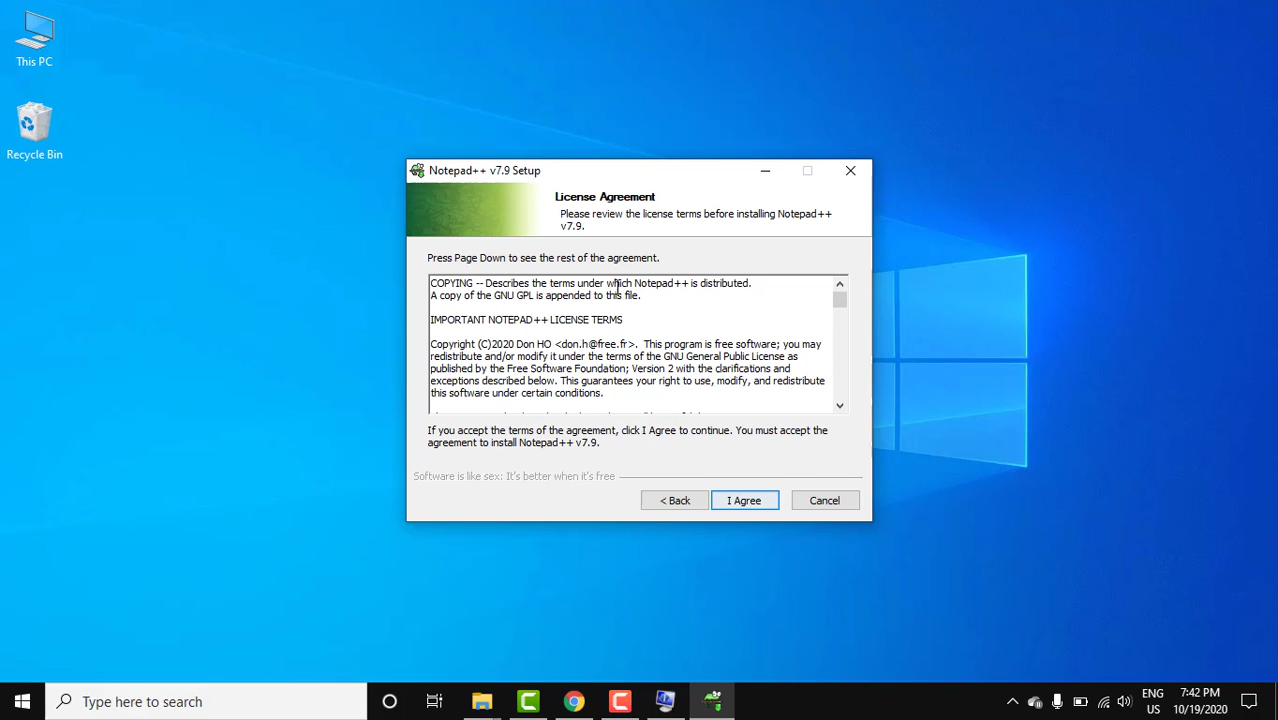 This PC
Recycle Bin
Notepad++ v7.9 Setup
License Agreement
Please review the license terms before installing Notepad++
v7.9.
Press Page Down to see the rest of the agreement.
COPYING -- Describes the terms under which Notepad++ is distributed.
A copy of the GNU GPL is appended to this file.
IMPORTANT NOTEPAD++ LICENSE TERMS
Copyright (C)2020 Don HO <don.h@free.fr>. This program is free software; you may
redistribute and/or modify it under the terms of the GNU General Public License as
published by the Free Software Foundation; Version 2 with the clarifications and
exceptions described below. This guarantees your right to use, modify, and redistribute
this software under certain conditions.
If you accept the terms of the agreement, click I Agree to continue. You must accept the
agreement to install Notepad++ v7.9.
Software is like sex: It's better when it's free
< Back
I Agree
Cancel
Type here to search
ENG
US
7:42 PM
10/19/2020